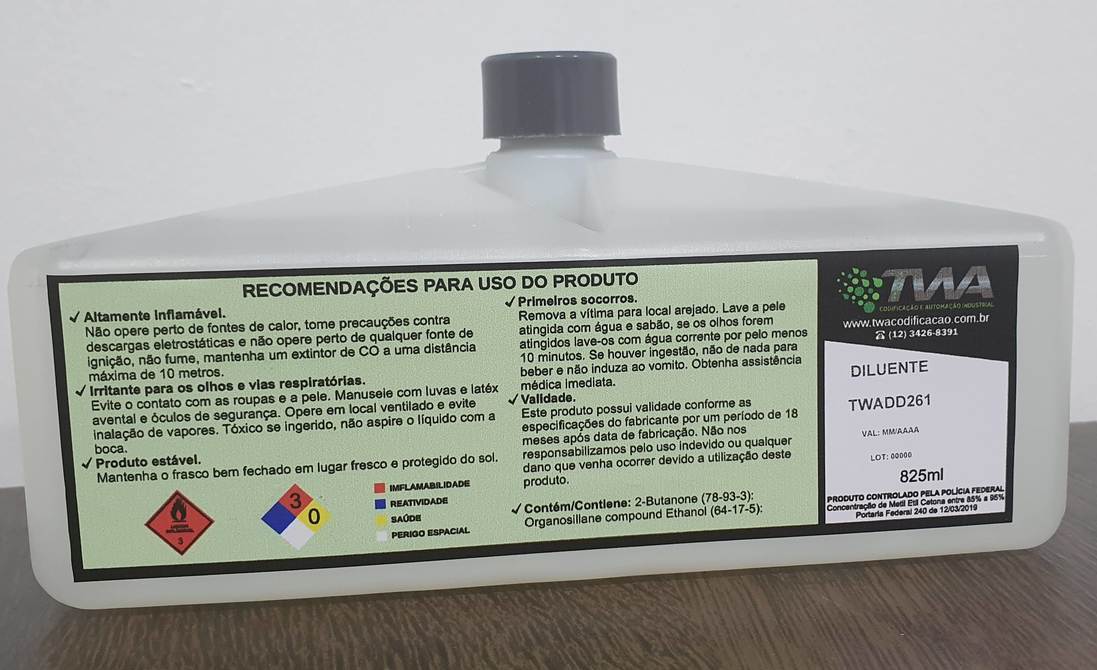 RECOMENDAÇÕES PARA USO DO PRODUTO
✓ Altamente Inflamável.
Não opere perto de fontes de calor, tome precauções contra
descargas eletrostáticas e não opere perto de qualquer fonte de
ignição, não fume, mantenha um extintor de CO a uma distância
máxima de 10 metros.
✓ Irritante para os olhos e vias respiratórias.
Evite o contato com as roupas e a pele. Manuseie com luvas e latéx
avental e óculos de segurança. Opere em local ventilado e evite
inalação de vapores. Tóxico se ingerido, não aspire o líquido com a
boca.
✓ Produto estável.
Mantenha o frasco bem fechado em lugar fresco e protegido do sol.
3
3
0
IMFLAMABILIDADE
REATIVIDADE
SAÚDE
PERIGO ESPACIAL
✓ Primeiros socorros.
Remova a vítima para local arejado. Lave a pele
atingida com água e sabão, se os olhos forem
atingidos lave-os com água corrente por pelo menos
10 minutos. Se houver ingestão, não de nada para
beber e não induza ao vomito. Obtenha assistência
médica Imediata.
✓ Validade.
Este produto possui validade conforme as
especificações do fabricante por um período de 18
meses após data de fabricação. Não nos
responsabilizamos pelo uso indevido ou qualquer
dano que venha ocorrer devido a utilização deste
produto.
✓ Contém/Contiene: 2-Butanone (78-93-3):
Organosillane compound Ethanol (64-17-5):
TWA
CODIFICAÇÃO E AUTOMAÇÃO INDUSTRIAL
www.twacodificacao.com.br
☎ (12) 3426-8391
DILUENTE
TWADD261
VAL: MM/AAAA
LOT: 00000
825ml
PRODUTO CONTROLADO PELA POLÍCIA FEDERAL
Concentração de Metil Etil Cetona entre 85% a 95%
Portaria Federal 240 de 12/03/2019